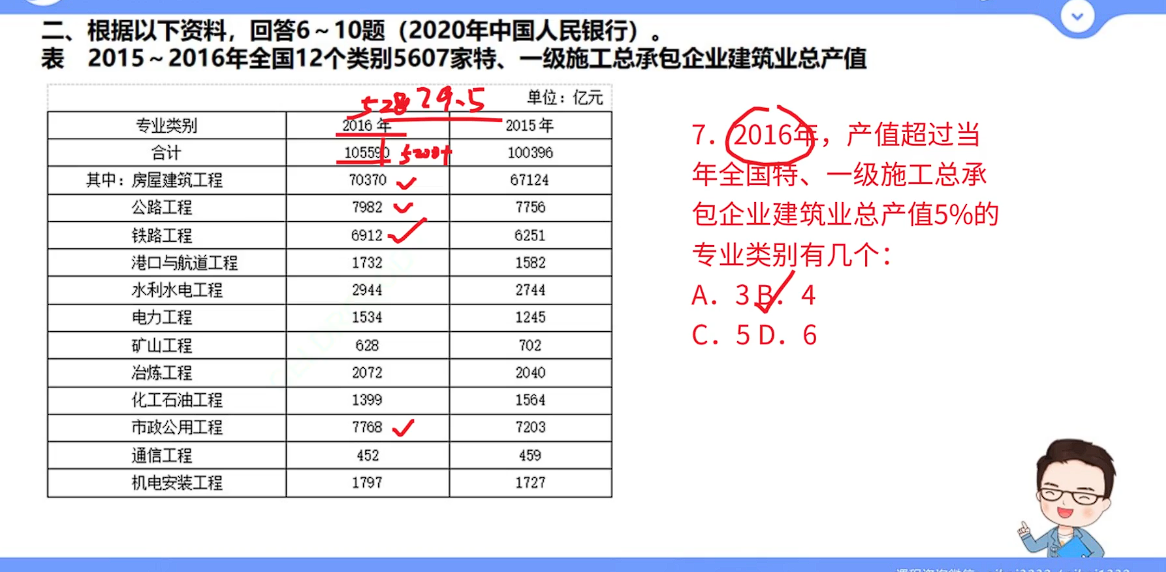 二、根据以下资料，回答6～10题（2020年中国人民银行）。
表 2015～2016年全国12个类别5607家特、一级施工总承包企业建筑业总产值
52829.5 单位：亿元
专业类别 2016年 2015年
合计 105590 100396
其中：房屋建筑工程 70370 67124
公路工程 7982 7756
铁路工程 6912 6251
港口与航道工程 1732 1582
水利水电工程 2944 2744
电力工程 1534 1245
矿山工程 628 702
冶炼工程 2072 2040
化工石油工程 1399 1564
市政公用工程 7768 7203
通信工程 452 459
机电安装工程 1797 1727
7．2016年，产值超过当
年全国特、一级施工总承
包企业建筑业总产值5%的
专业类别有几个：
A．3 B．4
C．5 D．6